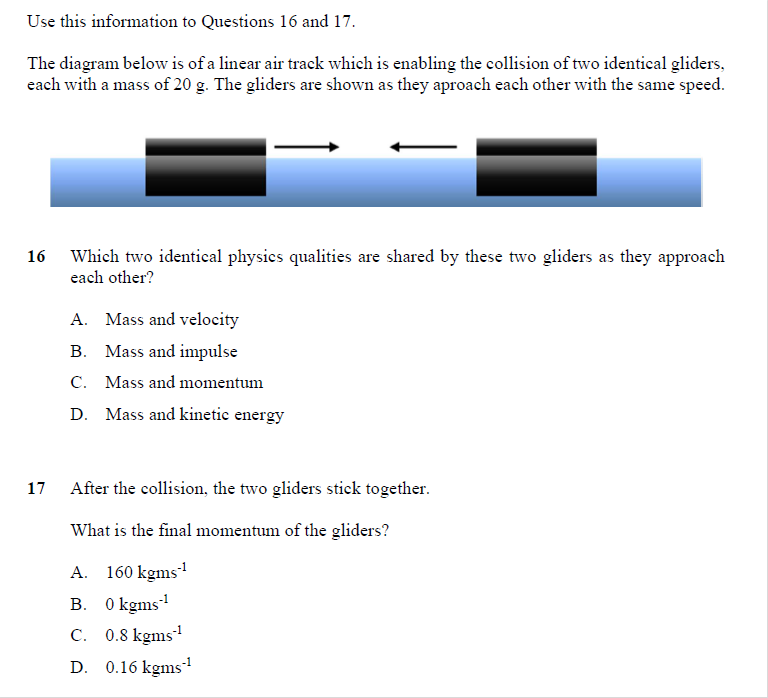 Use this information to Questions 16 and 17.
The diagram below is of a linear air track which is enabling the collision of two identical gliders,
each with a mass of 20 g. The gliders are shown as they aproach each other with the same speed.
16 Which two identical physics qualities are shared by these two gliders as they approach
each other?
A. Mass and velocity
B. Mass and impulse
C. Mass and momentum
D. Mass and kinetic energy
17 After the collision, the two gliders stick together.
What is the final momentum of the gliders?
A. 160 kgms⁻¹
B. 0 kgms⁻¹
C. 0.8 kgms⁻¹
D. 0.16 kgms⁻¹